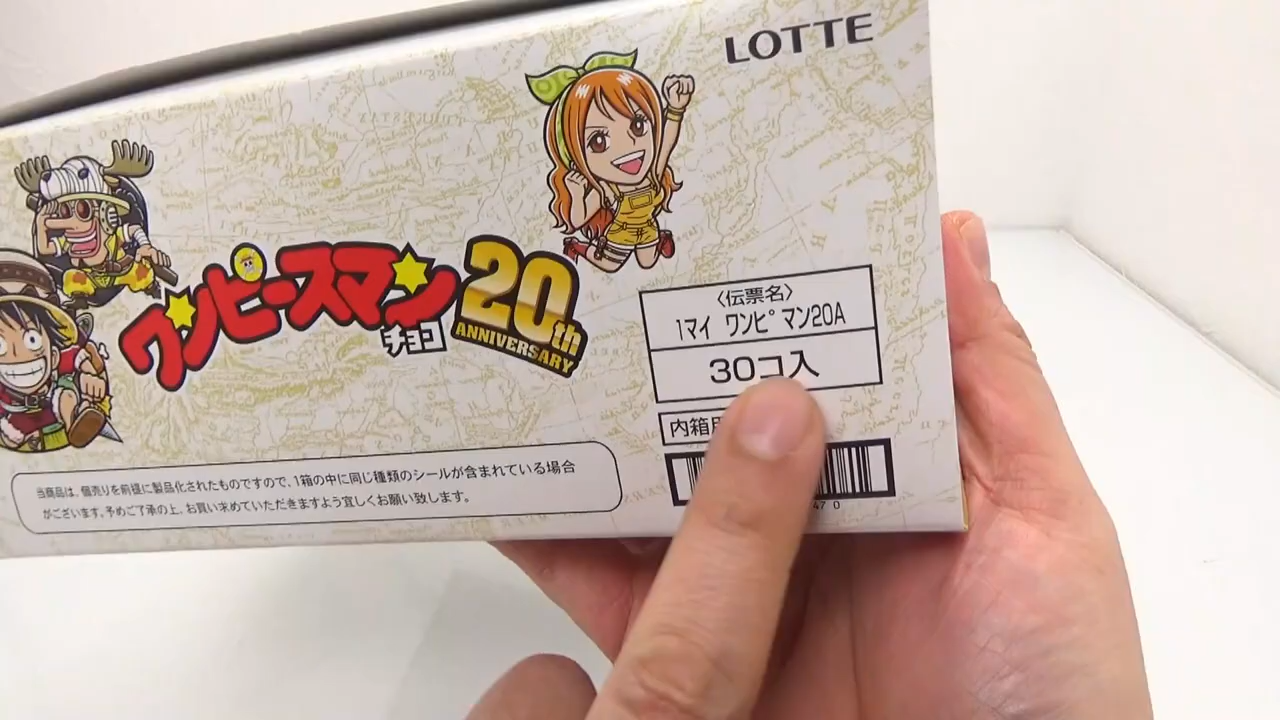 LOTTE
ワンピースマン
チョコ
20th
ANNIVERSARY
〈伝票名〉
1マイ ワンピマン20A
30コ入
内箱
当商品は、個売りを前提に製品化されたものですので、1箱の中に同じ種類のシールが含まれている場合
がございます。予めご了承の上、お買い求めていただきますよう宜しくお願い致します。
47 0